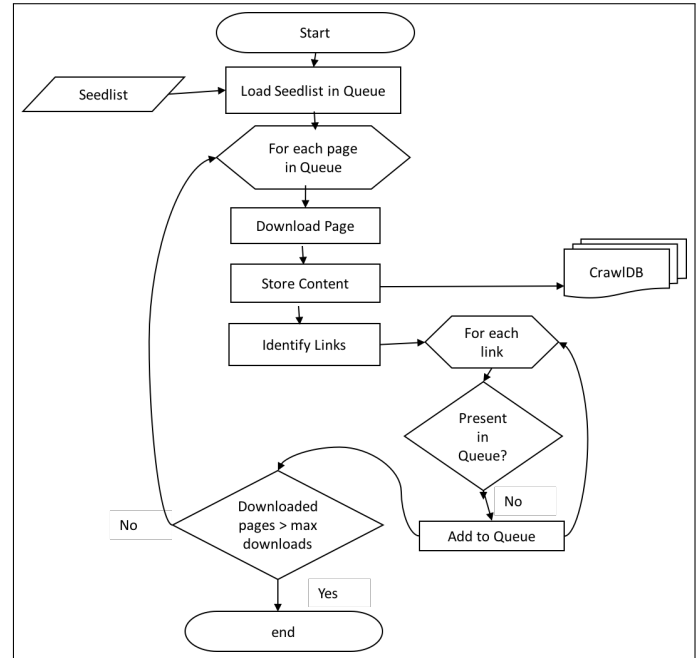 Start
Seedlist
Load Seedlist in Queue
For each page
in Queue
Download Page
Store Content
CrawlDB
Identify Links
For each
link
Present
in
Queue?
No
Add to Queue
Downloaded
pages > max
downloads
No
Yes
end